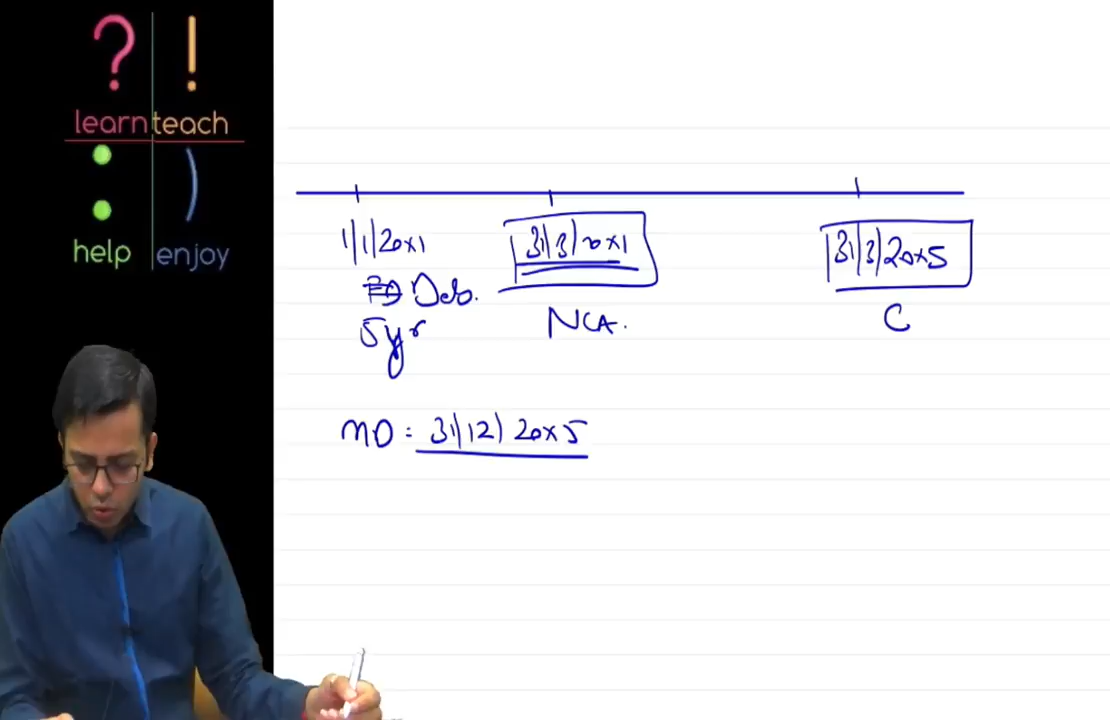 ? !
learn teach
: )
help enjoy
1/1/20x1 31/3/20x1 31/3/20x5
FD Deb. NCA. C
5yr
MD = 31/12/20x5